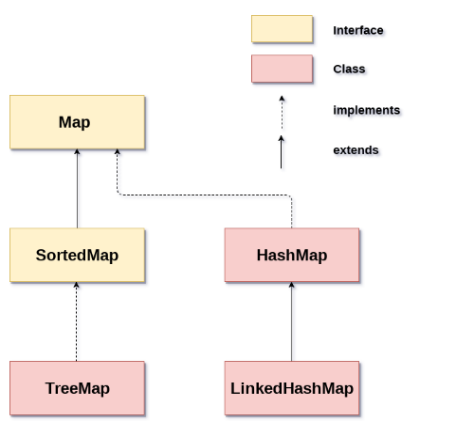 Interface
Class
implements
extends
Map
SortedMap
HashMap
TreeMap
LinkedHashMap